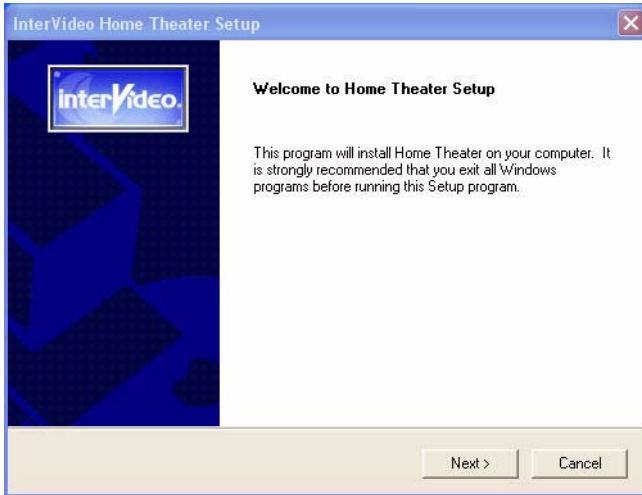 InterVideo Home Theater Setup
interVideo.
Welcome to Home Theater Setup
This program will install Home Theater on your computer. It
is strongly recommended that you exit all Windows
programs before running this Setup program.
Next >
Cancel